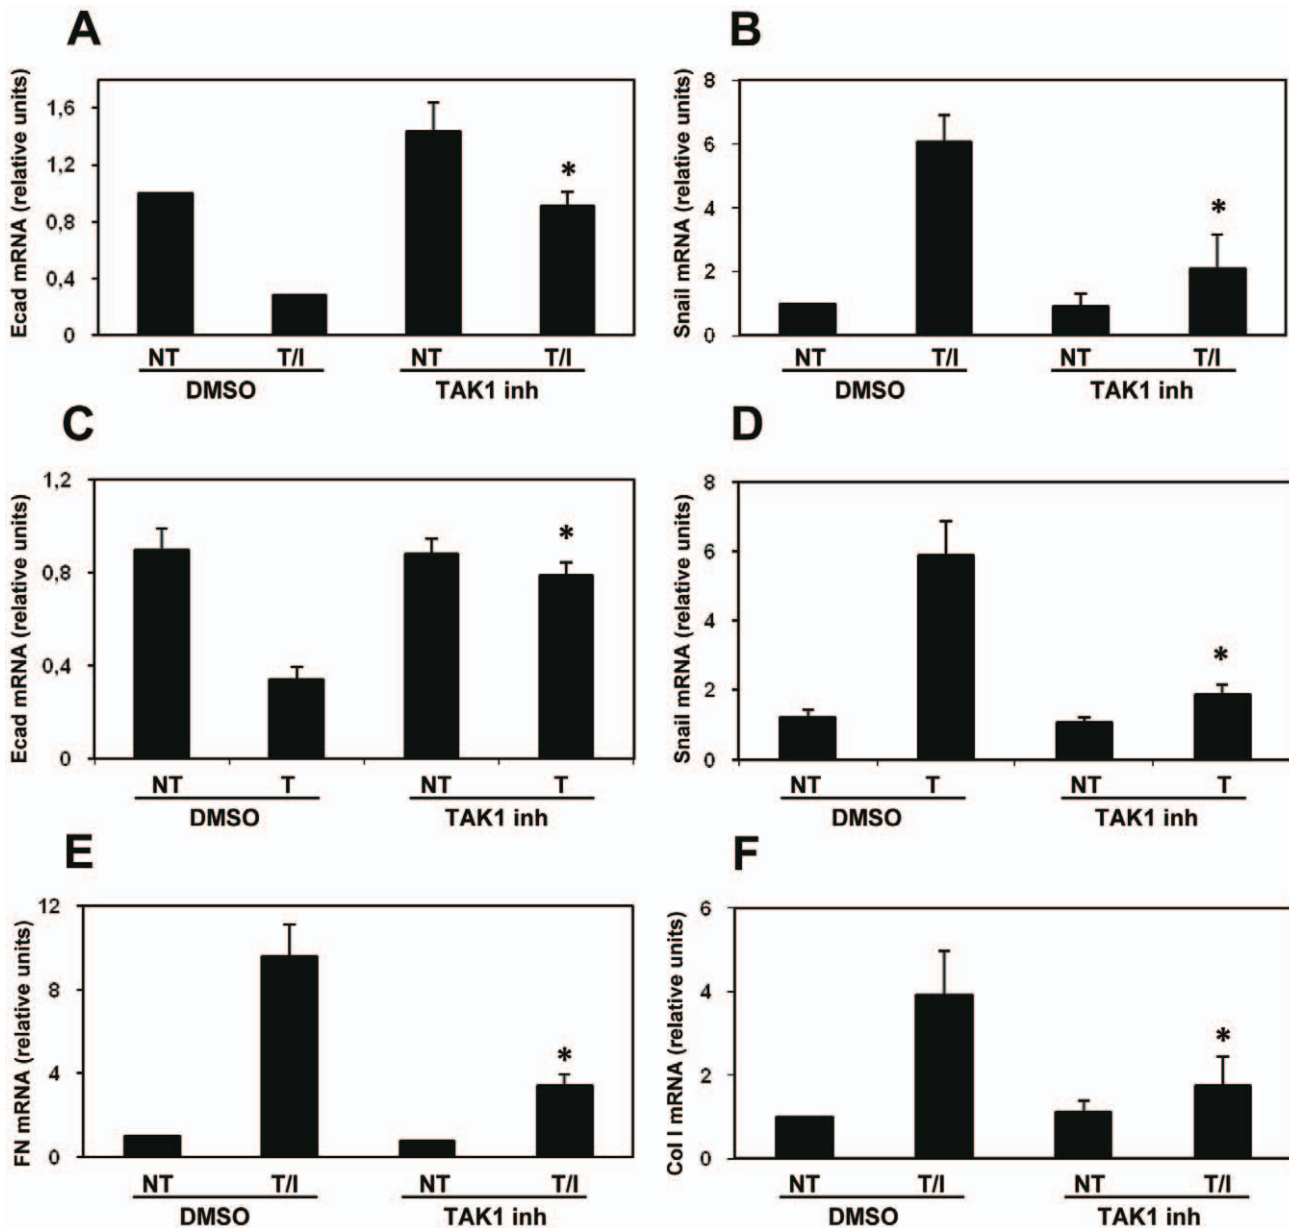 A
Ecad mRNA (relative units)
1,6
1,2
0,8
0,4
0
*
NT T/I NT T/I
DMSO TAK1 inh
B
Snail mRNA (relative units)
8
6
4
2
0
*
NT T/I NT T/I
DMSO TAK1 inh
C
Ecad mRNA (relative units)
1,2
0,8
0,4
0
*
NT T NT T
DMSO TAK1 inh
D
Snail mRNA (relative units)
8
6
4
2
0
*
NT T NT T
DMSO TAK1 inh
E
FN mRNA (relative units)
12
8
4
0
*
NT T/I NT T/I
DMSO TAK1 inh
F
Col I mRNA (relative units)
6
4
2
0
*
NT T/I NT T/I
DMSO TAK1 inh